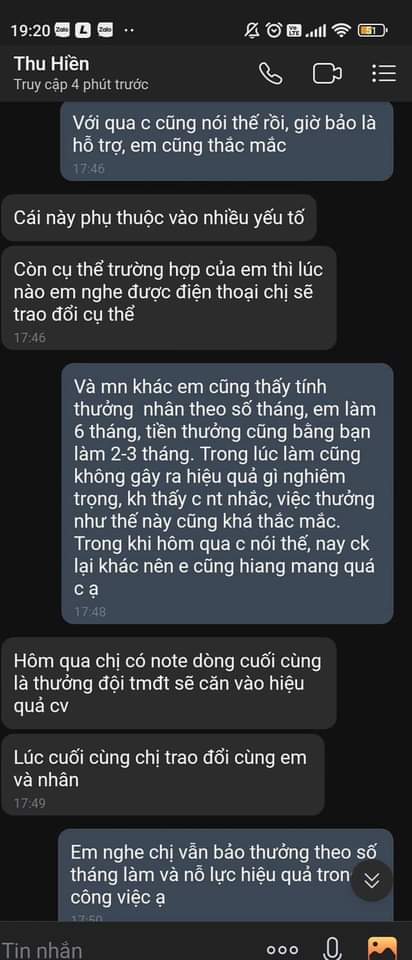 19:20 Zalo L Zalo
Vo LTE 51
Thu Hiền
Truy cập 4 phút trước
Với qua c cũng nói thế rồi, giờ bảo là
hỗ trợ, em cũng thắc mắc
17:46
Cái này phụ thuộc vào nhiều yếu tố
Còn cụ thể trường hợp của em thì lúc
nào em nghe được điện thoại chị sẽ
trao đổi cụ thể
17:46
Và mn khác em cũng thấy tính
thưởng nhân theo số tháng, em làm
6 tháng, tiền thưởng cũng bằng bạn
làm 2-3 tháng. Trong lúc làm cũng
không gây ra hiệu quả gì nghiêm
trọng, kh thấy c nt nhắc, việc thưởng
như thế này cũng khá thắc mắc.
Trong khi hôm qua c nói thế, nay ck
lại khác nên e cũng hiang mang quá
c ạ
17:48
Hôm qua chị có note dòng cuối cùng
là thưởng đội tmđt sẽ căn vào hiệu
quả cv
Lúc cuối cùng chị trao đổi cùng em
và nhân
17:49
Em nghe chị vẫn bảo thưởng theo số
tháng làm và nỗ lực hiệu quả tron
công việc ạ
17:50
Tin nhắn